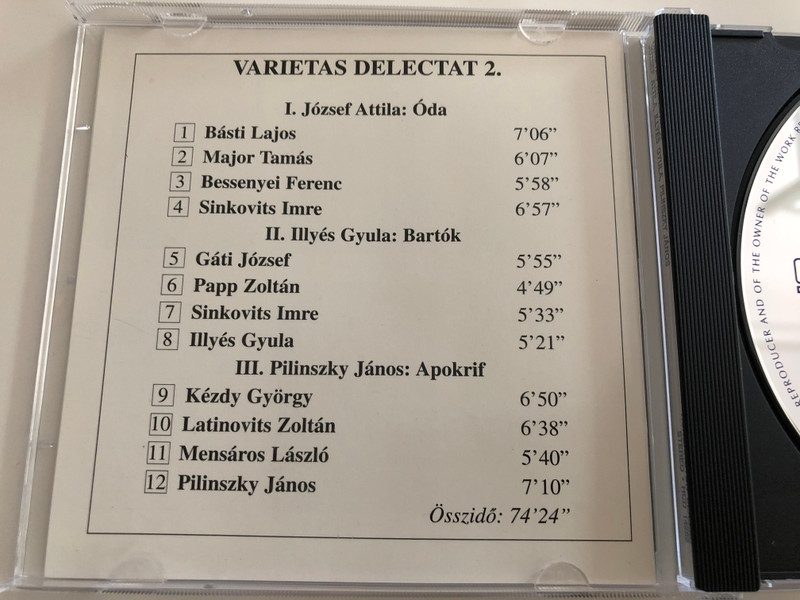 VARIETAS DELECTAT 2.
I. József Attila: Óda
1 Básti Lajos 7’06”
2 Major Tamás 6’07”
3 Bessenyei Ferenc 5’58”
4 Sinkovits Imre 6’57”
II. Illyés Gyula: Bartók
5 Gáti József 5’55”
6 Papp Zoltán 4’49”
7 Sinkovits Imre 5’33”
8 Illyés Gyula 5’21”
III. Pilinszky János: Apokrif
9 Kézdy György 6’50”
10 Latinovits Zoltán 6’38”
11 Mensáros László 5’40”
12 Pilinszky János 7’10”
Összidő: 74’24”
REPRODUCER AND OF THE OWNER OF THE WORK